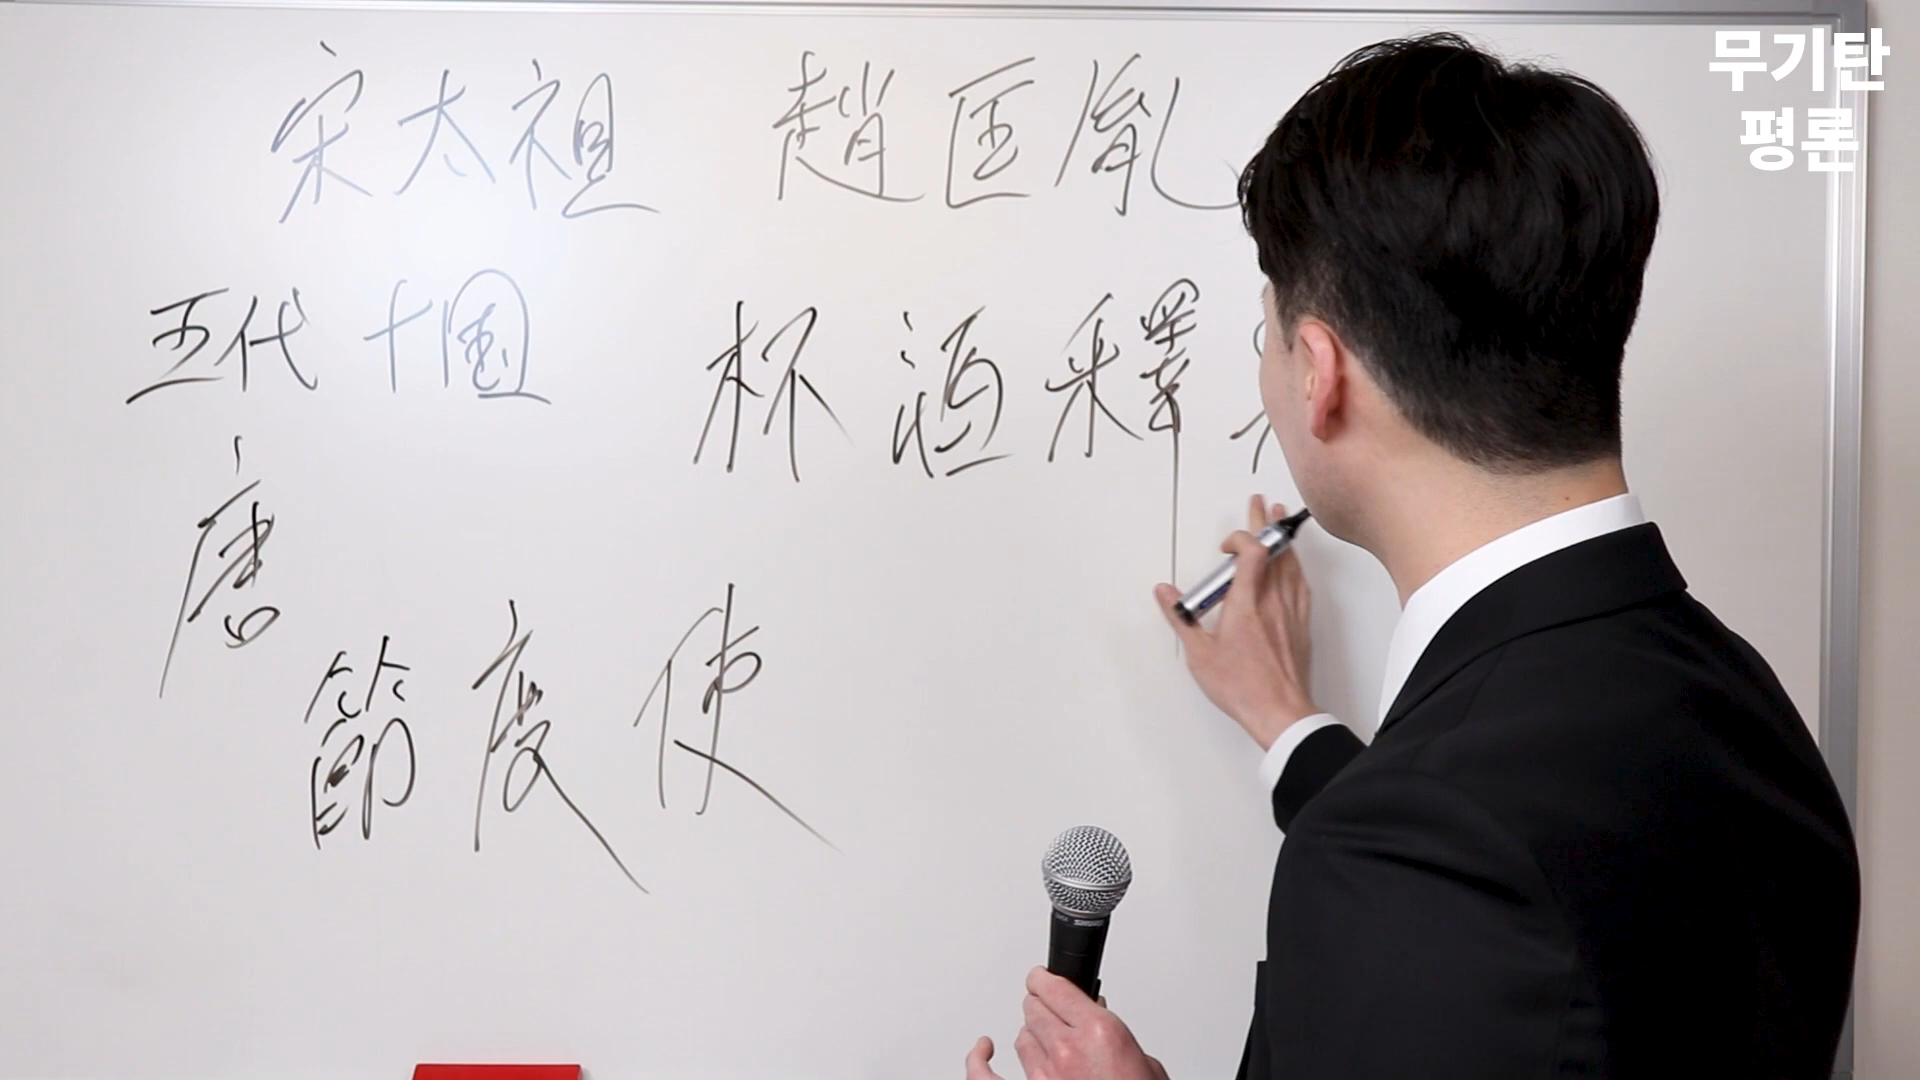 宋太祖 趙匡胤
五代十國 杯酒釋
唐
節度使
무기탄
평론